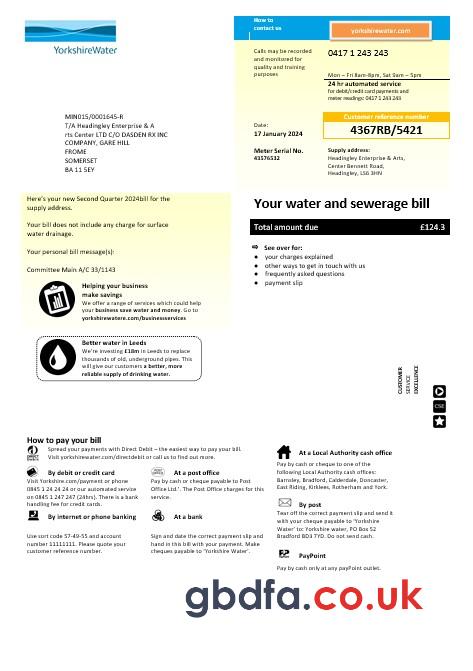 YorkshireWater
How to
contact us
yorkshirewater.com
Calls may be recorded
and monitored for
quality and training
purposes
0417 1 243 243
Mon – Fri 8am-8pm, Sat 9am – 5pm
24 hr automated service
for debit/credit card payments and
meter readings: 0417 1 243 243
MIN015/0001645-R
T/A Headingley Enterprise & A
rts Center LTD C/O DASDEN RX INC
COMPANY, GARE HILL
FROME
SOMERSET
BA 11 5EY
Customer reference number
4367RB/5421
Date:
17 January 2024
Meter Serial No.
43576532
Supply address:
Headingley Enterprise & Arts,
Center Bennett Road,
Headingley, LS6 3HN
Here's your new Second Quarter 2024bill for the
supply address.
Your bill does not include any charge for surface
water drainage.
Your personal bill message(s):
Committee Main A/C 33/1143
Helping your business
make savings
We offer a range of services which could help
your business save water and money. Go to
yorkshirewatere.com/businservices
Better water in Leeds
We're investing £18m in Leeds to replace
thousands of old, underground pipes. This
will give our customers a better, more
reliable supply of drinking water.
Your water and sewerage bill
Total amount due £124.3
See over for:
● your charges explained
● other ways to get in touch with us
● frequently asked questions
● payment slip
CUSTOMER
SERVICE
EXCELLENCE
CSE
How to pay your bill
Spread your payments with Direct Debit – the easiest way to pay your bill.
Visit yorkshirewater.com/directdebit or call us to find out more.
By debit or credit card
Visit Yorkshire.com/payment or phone
0845 1 24 24 24 or our automated service
on 0845 1 247 247 (24hrs). There is a bank
handling fee for credit cards.
At a post office
Pay by cash or cheque payable to Post
Office Ltd.'. The Post Office charges for this
service.
By internet or phone banking
Use sort code 57-49-55 and account
number 11111111. Please quote your
customer reference number.
At a bank
Sign and date the correct payment slip and
hand in this bill with your payment. Make
cheques payable to 'Yorkshire Water'.
At a Local Authority cash office
Pay by cash or cheque to one of the
following Local Authority cash offices:
Barnsley, Bradford, Calderdale, Doncaster,
East Riding, Kirklees, Rotherham and York.
By post
Tear off the correct payment slip and send it
with your cheque payable to 'Yorkshire
Water' to: Yorkshire water, PO Box 52
Bradford BD3 7YD. Do not send cash.
PayPoint
Pay by cash only at any payPoint outlet.
gbdfa.co.uk